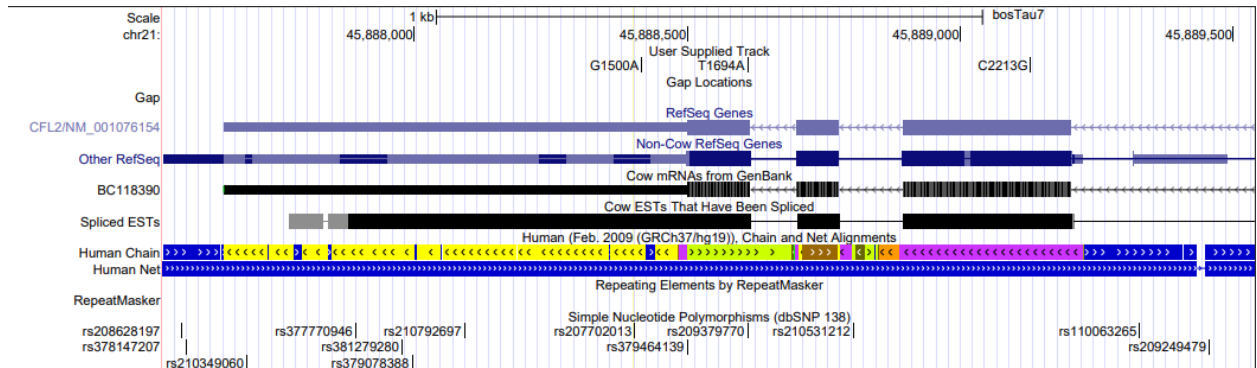 Scale 1 kb bosTau7
chr21: 45,888,000 45,888,500 45,889,000 45,889,500
User Supplied Track
G1500A T1694A C2213G
Gap Locations
Gap
RefSeq Genes
CFL2/NM_001076154
Non-Cow RefSeq Genes
Other RefSeq
Cow mRNAs from GenBank
BC118390
Cow ESTs That Have Been Spliced
Spliced ESTs
Human (Feb. 2009 (GRCh37/hg19)), Chain and Net Alignments
Human Chain
Human Net
Repeating Elements by RepeatMasker
RepeatMasker
Simple Nucleotide Polymorphisms (dbSNP 138)
rs208628197 rs377770946 rs210792697 rs207702013 rs209379770 rs210531212 rs110063265
rs378147207 rs381279280 rs379464139 rs209249479
rs210349060 rs379078388